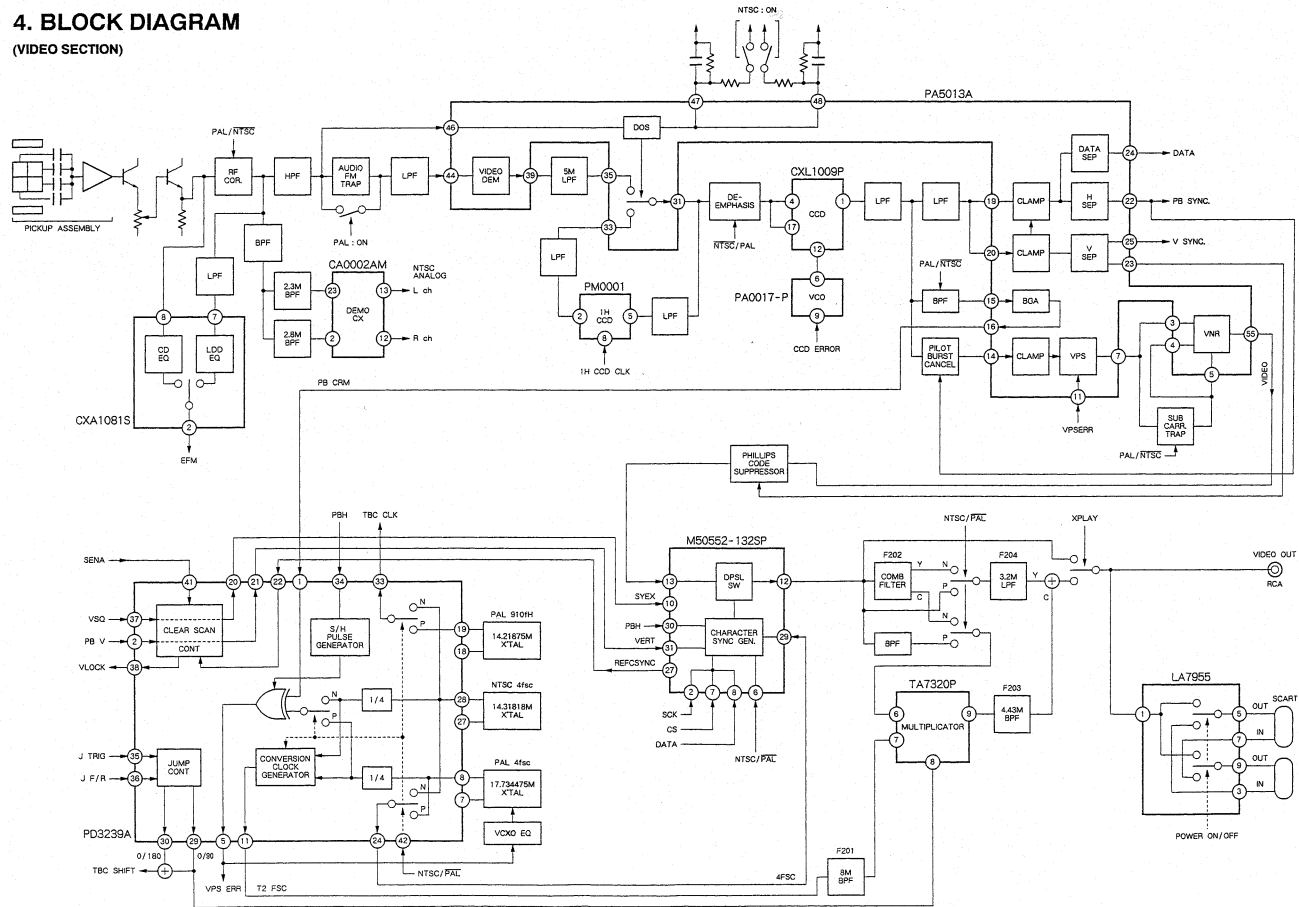 4. BLOCK DIAGRAM
(VIDEO SECTION)
NTSC : ON
47
48
PA5013A
46
DOS
PAL/NTSC
RF COR.
HPF
AUDIO FM TRAP
LPF
44
VIDEO DEM
39
5M LPF
35
31
33
PAL : ON
PICKUP ASSEMBLY
DE-EMPHASIS
NTSC/PAL
CXL1009P
4
17
CCD
1
12
LPF
LPF
19
20
CLAMP
CLAMP
DATA SEP
24
DATA
H SEP
22
PB SYNC.
V SEP
25
V SYNC.
23
BPF
LPF
2.3M BPF
2.8M BPF
CA0002AM
23
2
DEMO CX
13
12
NTSC ANALOG
L ch
R ch
LPF
PM0001
2
1H CCD
5
8
LPF
1H CCD CLK
PA0017-P
6
VCO
9
CCD ERROR
PAL/NTSC
BPF
15
BGA
16
PILOT BURST CANCEL
14
CLAMP
VPS
7
11
VPSERR
3
4
VNR
5
55
VIDEO
SUB CARR. TRAP
PAL/NTSC
8
7
CD EQ
LDD EQ
CXA1081S
2
EFM
PB CRM
PHILLIPS CODE SUPPRESSOR
PBH
TBC CLK
SENA
41
20
21
22
1
34
33
VSQ
37
PB V
2
VLOCK
38
CLEAR SCAN
CONT
S/H PULSE GENERATOR
N
P
19
18
PAL 910fH
14.21875M X'TAL
28
27
NTSC 4fsc
14.31818M X'TAL
1/4
N
P
CONVERSION CLOCK GENERATOR
1/4
8
7
PAL 4fsc
17.734475M X'TAL
VCXO EQ
N
P
J TRIG
35
J F/R
36
JUMP CONT
PD3239A
30
29
5
11
24
42
0/180
0/90
TBC SHIFT
VPS ERR
T2 FSC
NTSC/PAL
4FSC
M50552-132SP
13
DPSL SW
12
SYEX
10
PBH
30
VERT
31
REFCSYNC
27
CHARACTER SYNC GEN.
29
2
7
8
6
SCK
CS
DATA
NTSC/PAL
NTSC/PAL
XPLAY
F202
COMB FILTER
Y
C
N
P
N
P
BPF
F204
3.2M LPF
Y
C
VIDEO OUT
RCA
TA7320P
6
7
MULTIPLICATOR
9
8
F203
4.43M BPF
F201
8M BPF
LA7955
1
5
7
9
3
OUT
IN
OUT
IN
SCART
POWER ON/OFF